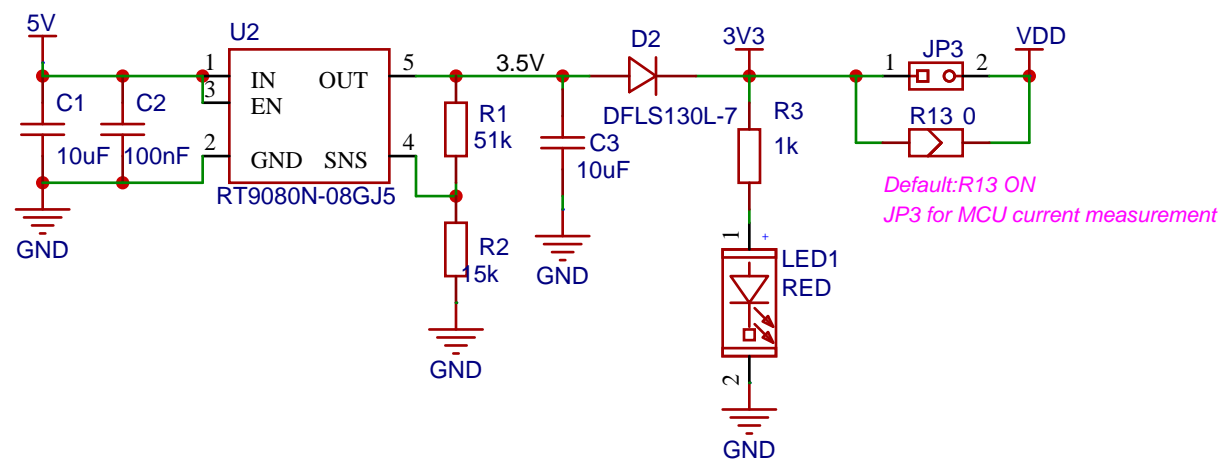 5V
U2
D2
3V3
JP3
VDD
1
IN
OUT
5
3.5V
1
2
3
EN
C1
C2
R1
51k
DFLS130L-7
R3
1k
R13 0
10uF
100nF
2
GND
SNS
4
C3
10uF
RT9080N-08GJ5
Default:R13 ON
JP3 for MCU current measurement
GND
R2
15k
GND
1
+
LED1
RED
GND
2
GND